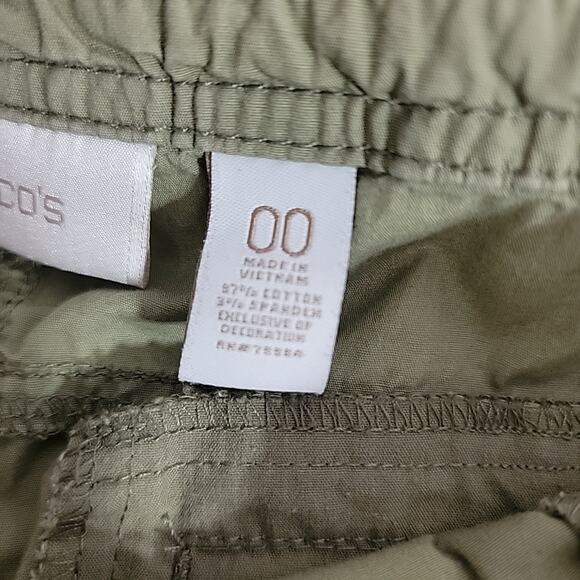 CO'S
00
MADE IN
VIETNAM
97% COTTON
3% SPANDEX
EXCLUSIVE OF
DECORATION